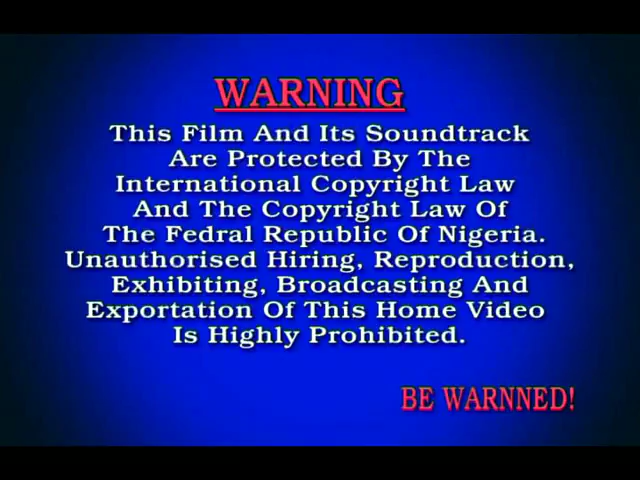 WARNING
This Film And Its Soundtrack
Are Protected By The
International Copyright Law
And The Copyright Law Of
The Fedral Republic Of Nigeria.
Unauthorised Hiring, Reproduction,
Exhibiting, Broadcasting And
Exportation Of This Home Video
Is Highly Prohibited.
BE WARNNED!